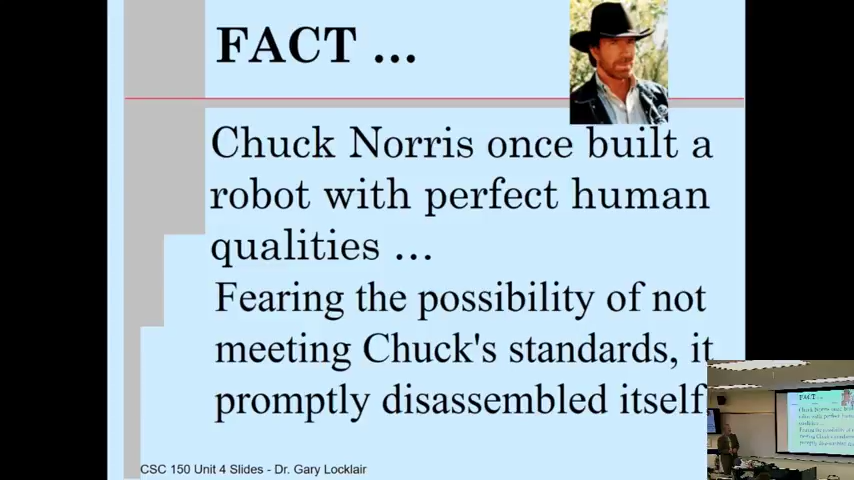 FACT ...
Chuck Norris once built a
robot with perfect human
qualities ...
Fearing the possibility of not
meeting Chuck's standards, it
promptly disassembled itself
CSC 150 Unit 4 Slides - Dr. Gary Locklair
FACT ...